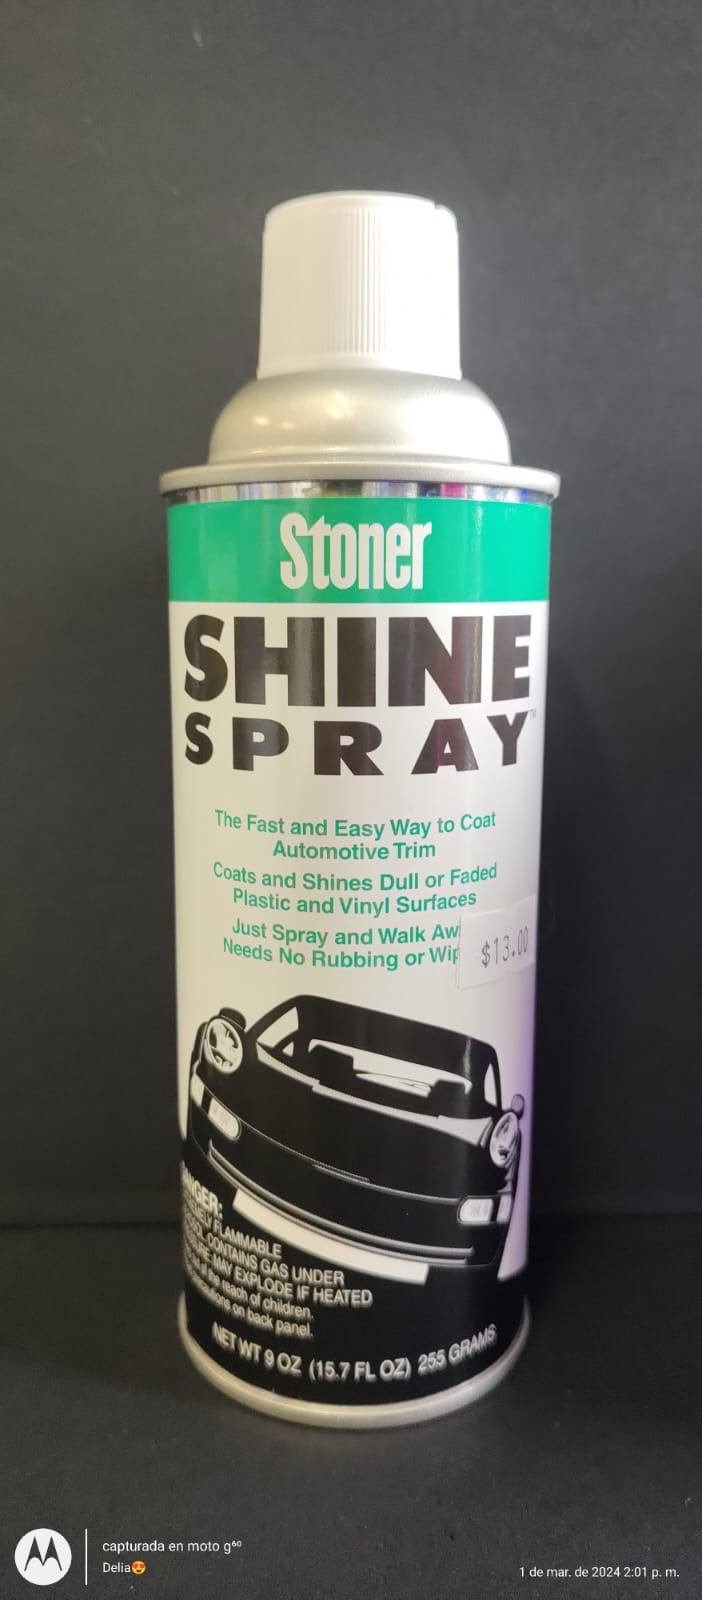 Stoner
SHINE
SPRAY™
The Fast and Easy Way to Coat
Automotive Trim
Coats and Shines Dull or Faded
Plastic and Vinyl Surfaces
Just Spray and Walk Aw
Needs No Rubbing or Wip
$13.00
FLAMMABLE
CONTAINS GAS UNDER
MAY EXPLODE IF HEATED
of the reach of children.
on back panel.
NET WT 9 OZ (15.7 FL OZ) 255 GRAMS
capturada en moto g⁶⁰
Delia😍
1 de mar. de 2024 2:01 p. m.